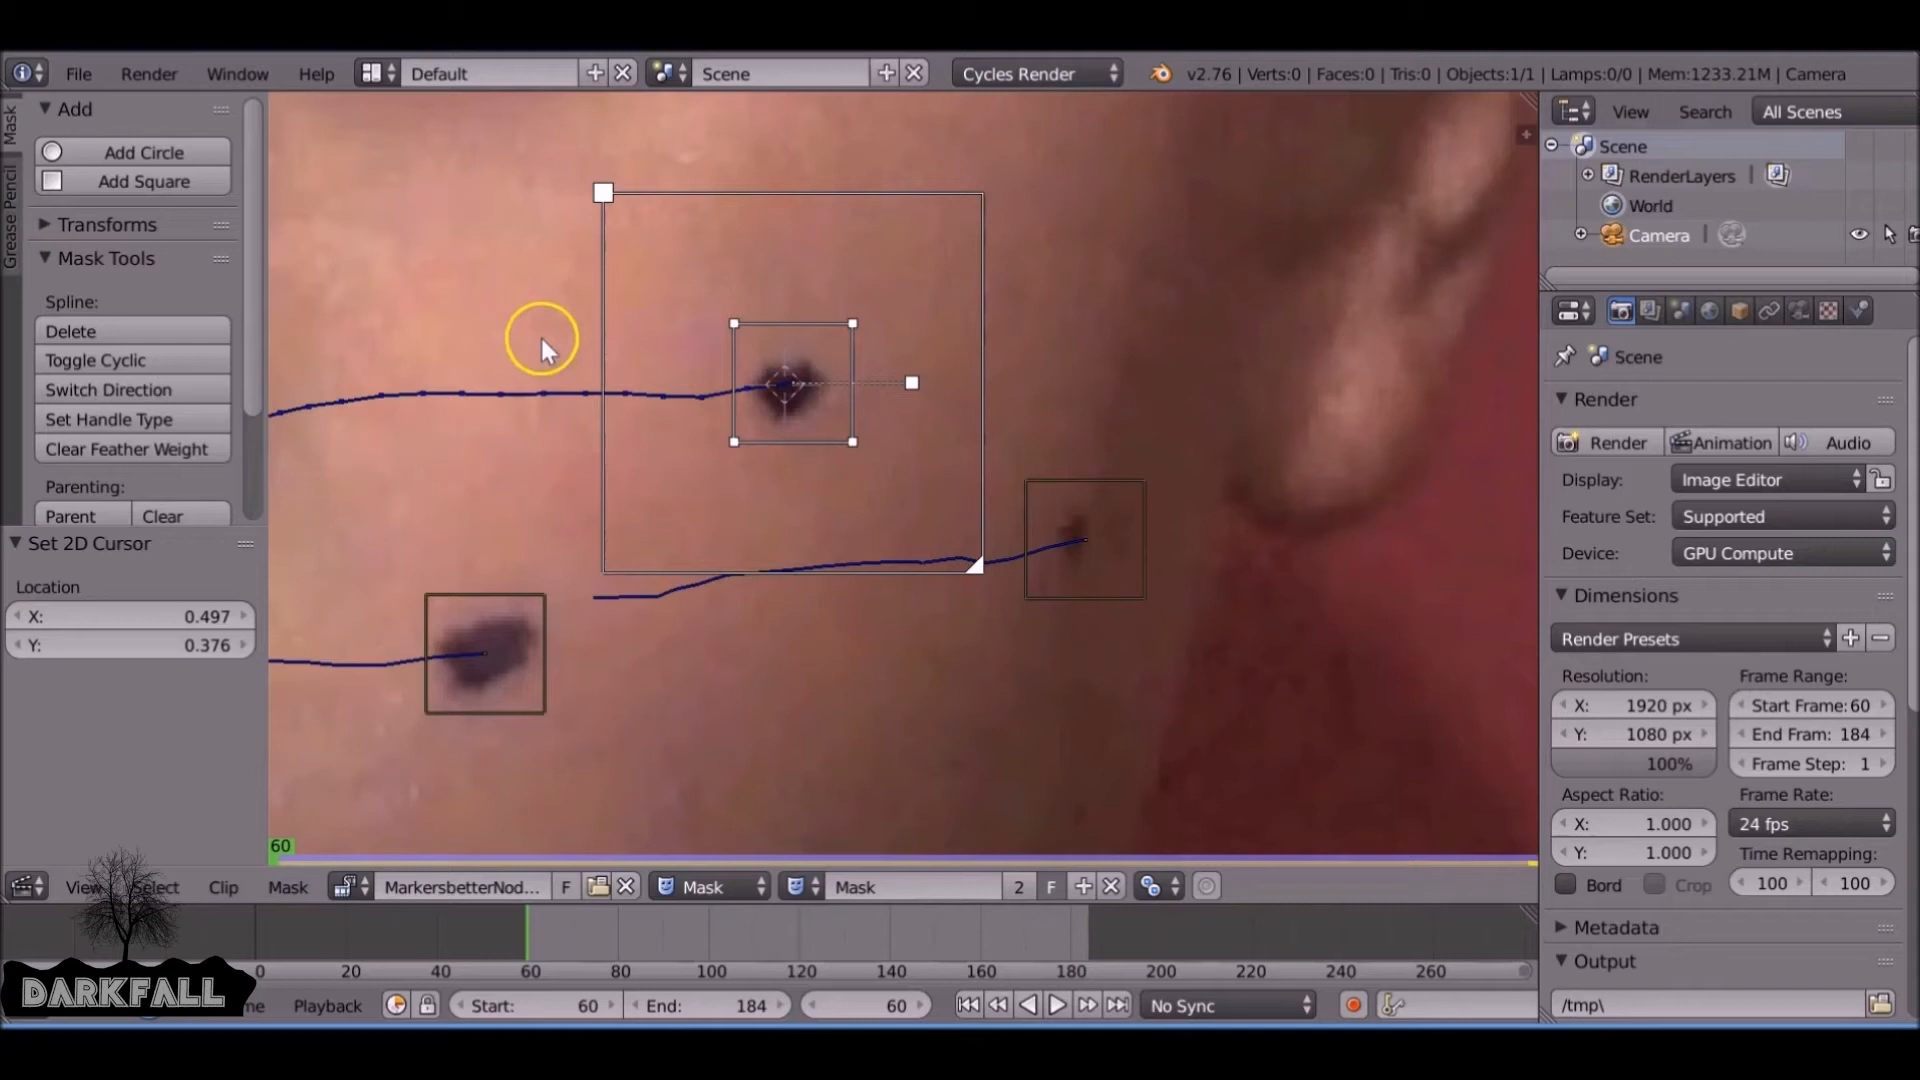 File Render Window Help Default Scene Cycles Render v2.76 | Verts:0 | Faces:0 | Tris:0 | Objects:1/1 | Lamps:0/0 | Mem:1233.21M | Camera
Mask
Grease Pencil
Add
Add Circle
Add Square
Transforms
Mask Tools
Spline:
Delete
Toggle Cyclic
Switch Direction
Set Handle Type
Clear Feather Weight
Parenting:
Parent Clear
Set 2D Cursor
Location
X: 0.497
Y: 0.376
60
View Select Clip Mask MarkersbetterNod... F Mask Mask 2 F
0 20 40 60 80 100 120 140 160 180 200 220 240 260
DARKFALL
me Playback Start: 60 End: 184 60 No Sync
View Search All Scenes
Scene
RenderLayers |
World
Camera |
Scene
Render
Render Animation Audio
Display: Image Editor
Feature Set: Supported
Device: GPU Compute
Dimensions
Render Presets
Resolution: Frame Range:
X: 1920 px Start Frame: 60
Y: 1080 px End Fram: 184
100% Frame Step: 1
Aspect Ratio: Frame Rate:
X: 1.000 24 fps
Y: 1.000 Time Remapping:
Bord Crop 100 100
Metadata
Output
/tmp\